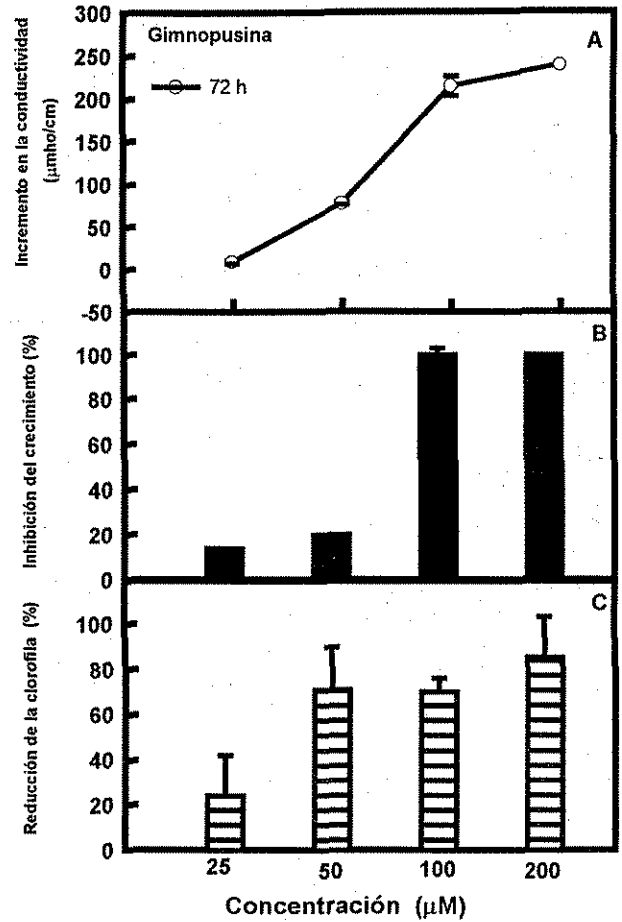 Gimnopusina
A
72 h
Incremento en la conductividad
(µmho/cm)
300
250
200
150
100
50
0
-50
B
Inhibición del crecimiento (%)
100
80
60
40
20
0
C
Reducción de la clorofila (%)
100
80
60
40
20
0
25 50 100 200
Concentración (µM)